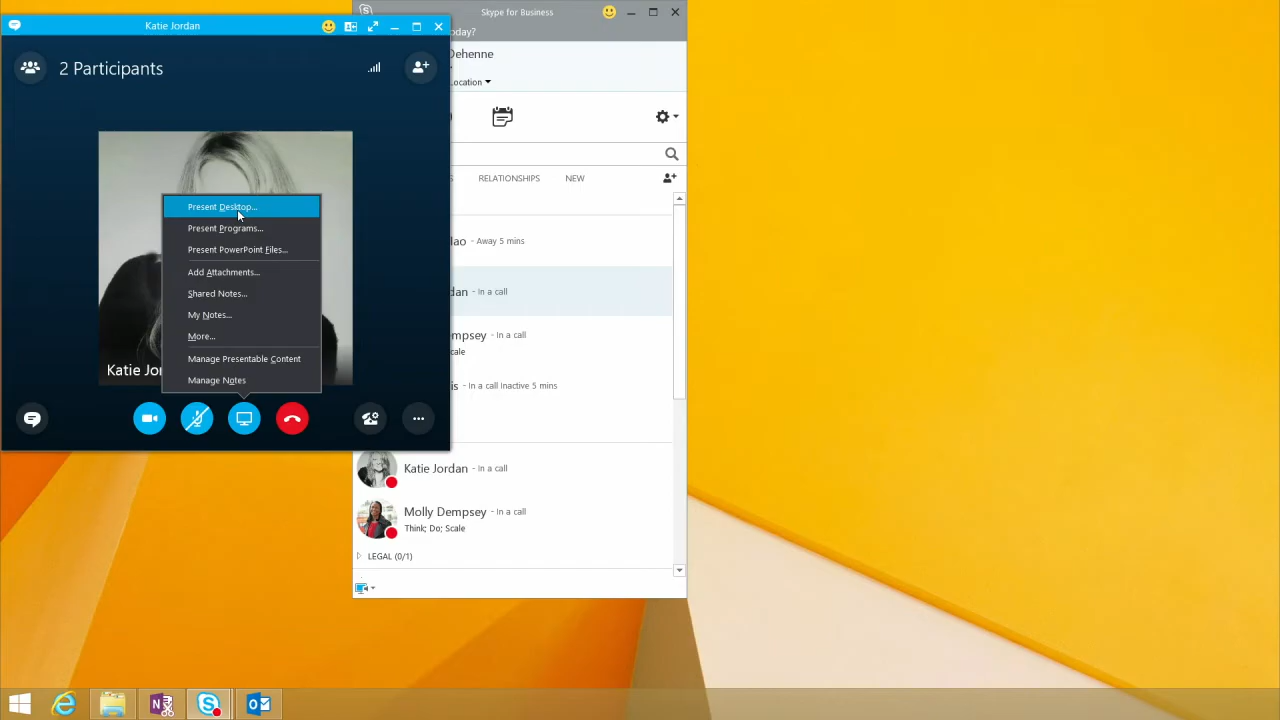 Katie Jordan
2 Participants
Present Desktop...
Present Programs...
Present PowerPoint Files...
Add Attachments...
Shared Notes...
My Notes...
More...
Manage Presentable Content
Manage Notes
Katie Jor
Skype for Business
oday?
Dehenne
Location
RELATIONSHIPS NEW
lao - Away 5 mins
dan - In a call
mpsey - In a call
cale
is - In a call Inactive 5 mins
Katie Jordan - In a call
Molly Dempsey - In a call
Think; Do; Scale
LEGAL (0/1)